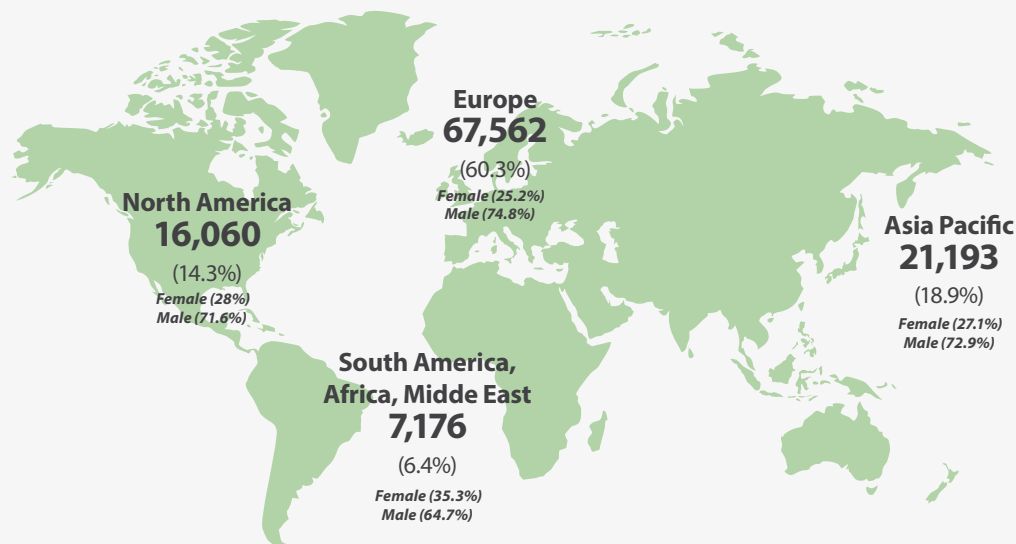 Europe
67,562
(60.3%)
Female (25.2%)
Male (74.8%)
North America
16,060
(14.3%)
Female (28%)
Male (71.6%)
Asia Pacific
21,193
(18.9%)
Female (27.1%)
Male (72.9%)
South America,
Africa, Midde East
7,176
(6.4%)
Female (35.3%)
Male (64.7%)